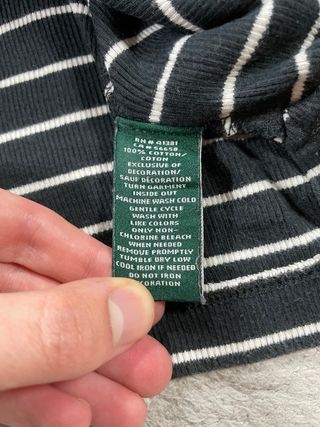 RN # 41381
CA # 56658
100% COTTON/
COTON
EXCLUSIVE OF
DECORATION/
SAUF DÉCORATION
TURN GARMENT
INSIDE OUT
MACHINE WASH COLD
GENTLE CYCLE
WASH WITH
LIKE COLORS
ONLY NON-
CHLORINE BLEACH
WHEN NEEDED
REMOVE PROMPTLY
TUMBLE DRY LOW
COOL IRON IF NEEDED
DO NOT IRON